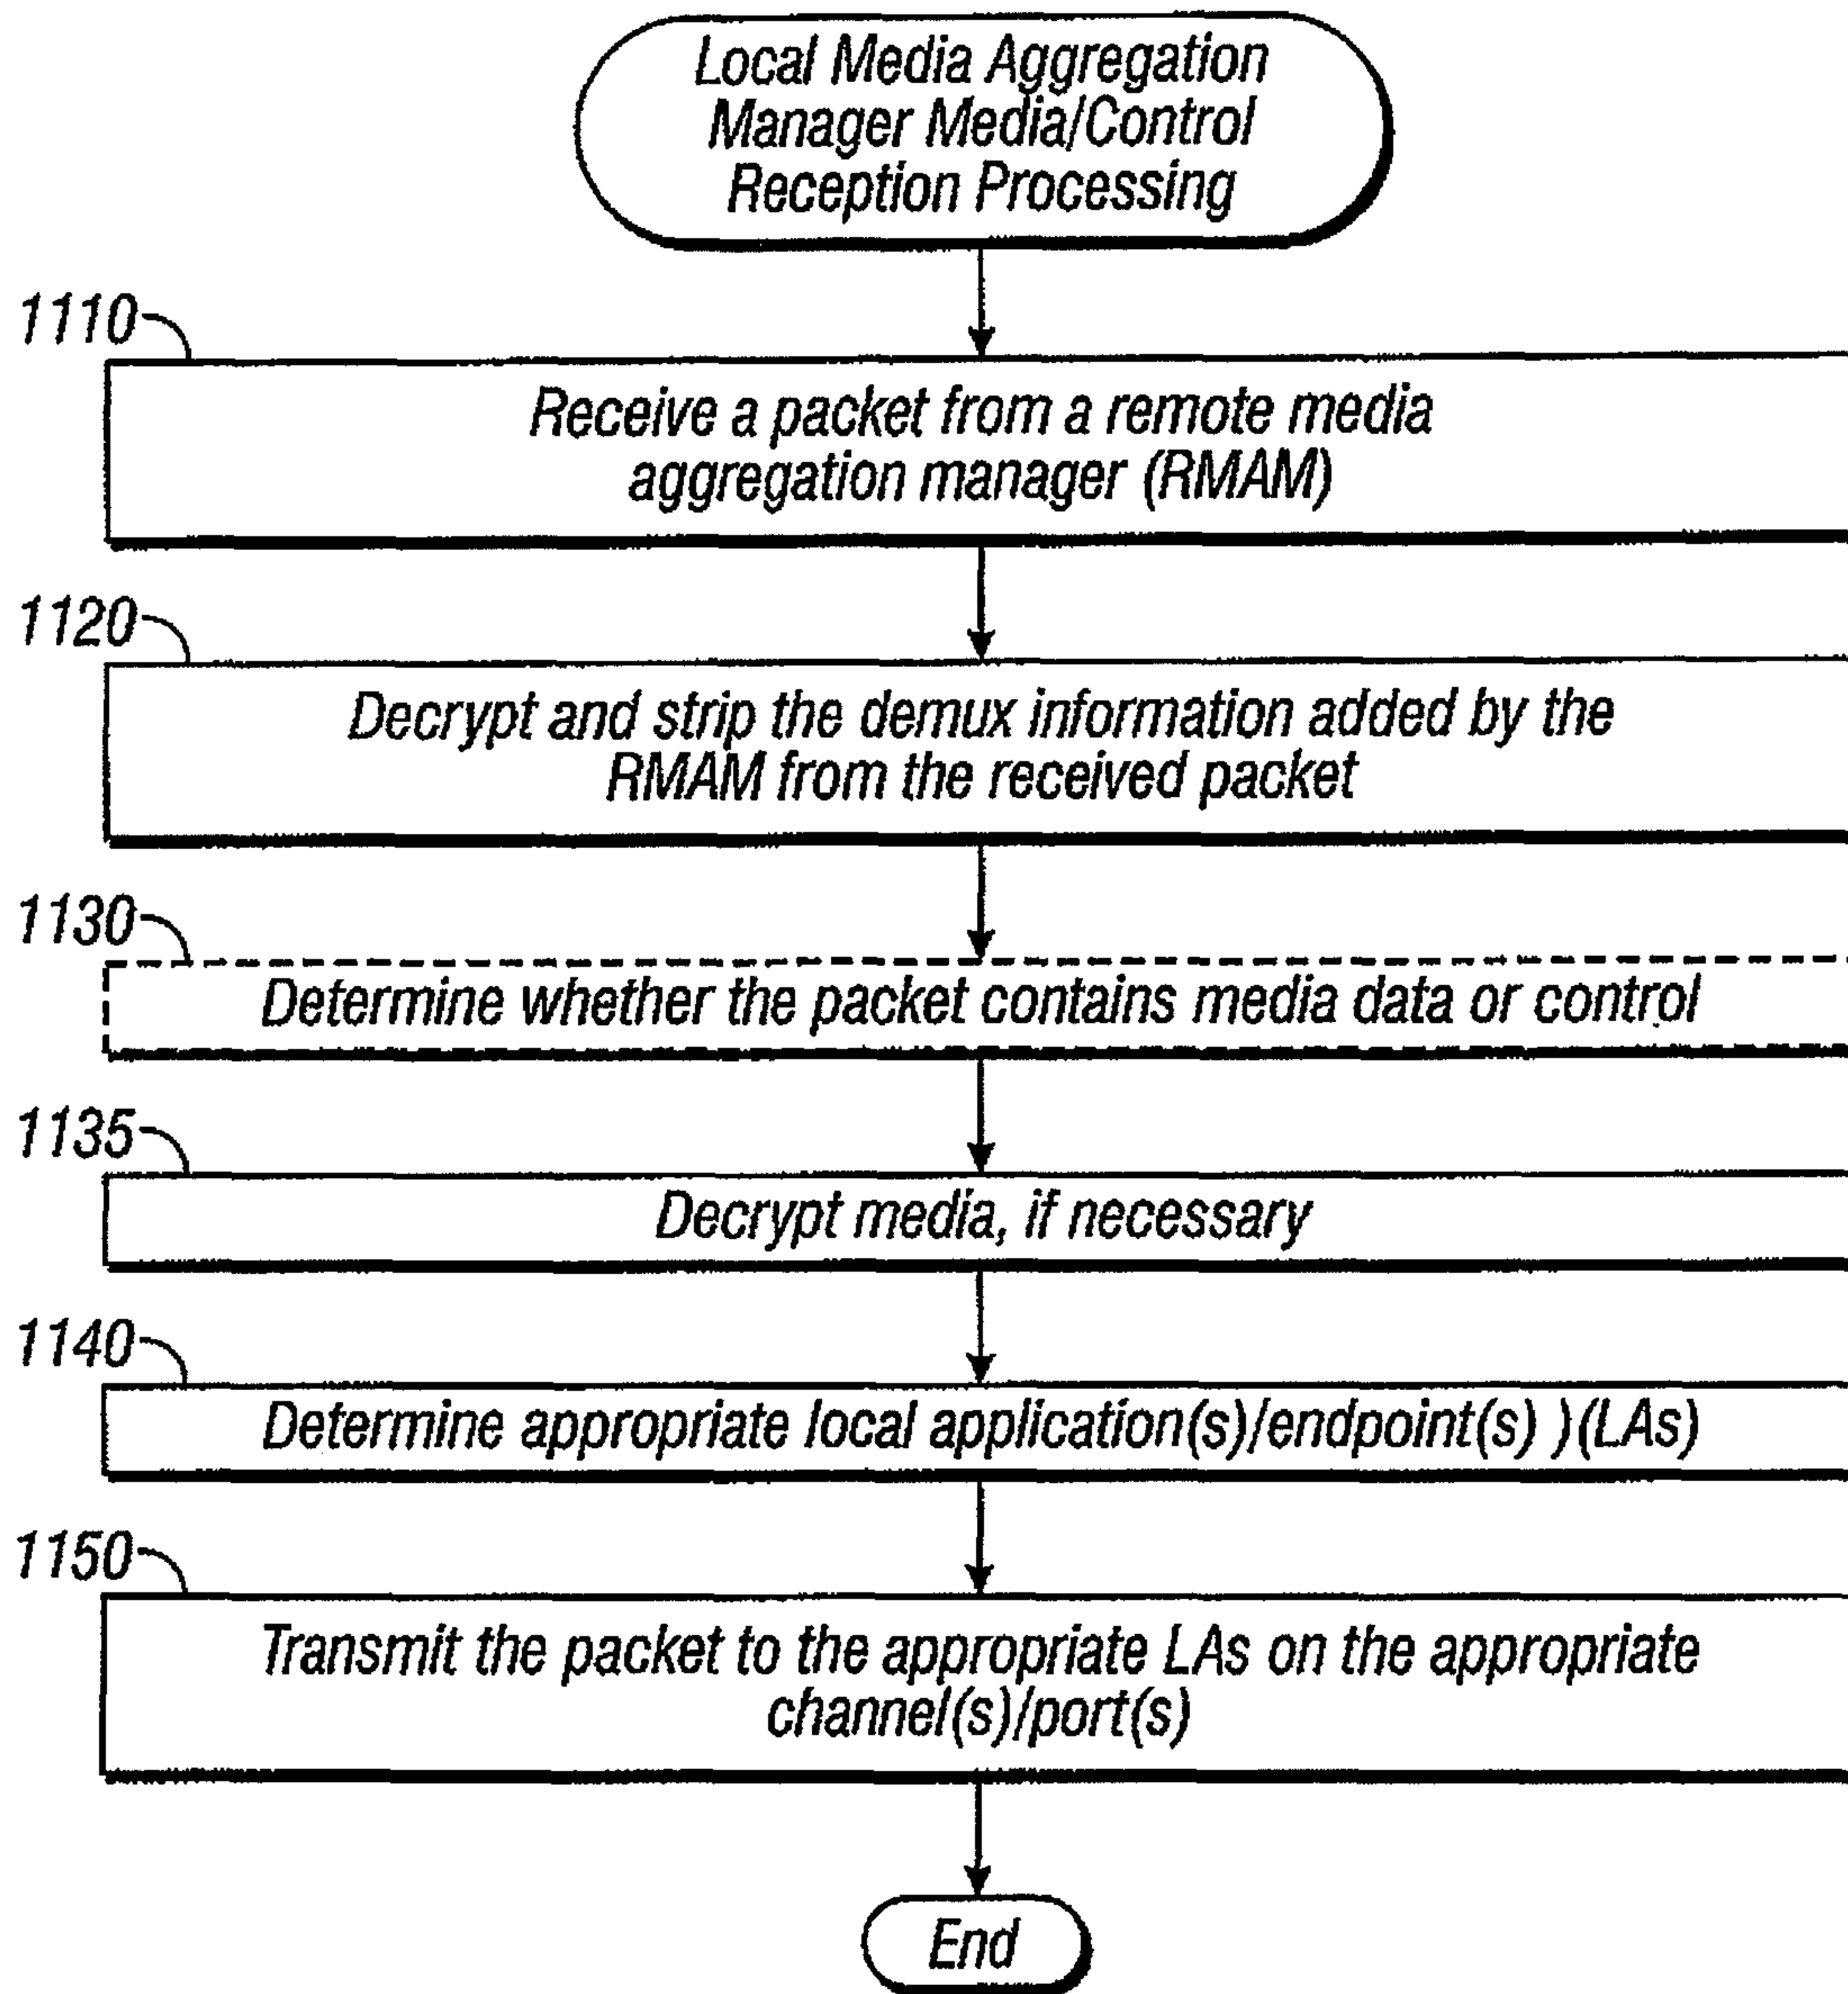 Local Media Aggregation
Manager Media/Control
Reception Processing
1110
Receive a packet from a remote media
aggregation manager (RMAM)
1120
Decrypt and strip the demux information added by the
RMAM from the received packet
1130
Determine whether the packet contains media data or control
1135
Decrypt media, if necessary
1140
Determine appropriate local application(s)/endpoint(s) )(LAs)
1150
Transmit the packet to the appropriate LAs on the appropriate
channel(s)/port(s)
End